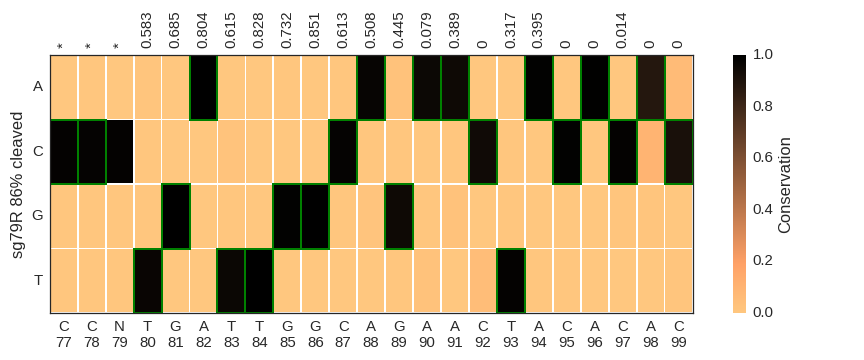 * * * 0.583 0.685 0.804 0.615 0.828 0.732 0.851 0.613 0.508 0.445 0.079 0.389 0 0.317 0.395 0 0 0.014 0 0
sg79R 86% cleaved
A
C
G
T
C C N T G A T T G G C A G A A C T A C A C A C
77 78 79 80 81 82 83 84 85 86 87 88 89 90 91 92 93 94 95 96 97 98 99
1.0
0.8
0.6
0.4
0.2
0.0
Conservation